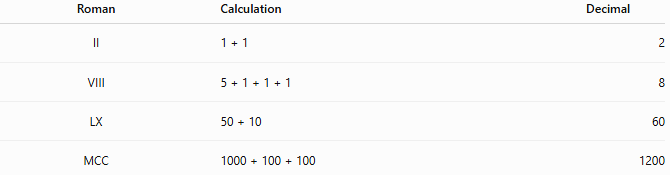 Roman Calculation Decimal
II 1 + 1 2
VIII 5 + 1 + 1 + 1 8
LX 50 + 10 60
MCC 1000 + 100 + 100 1200